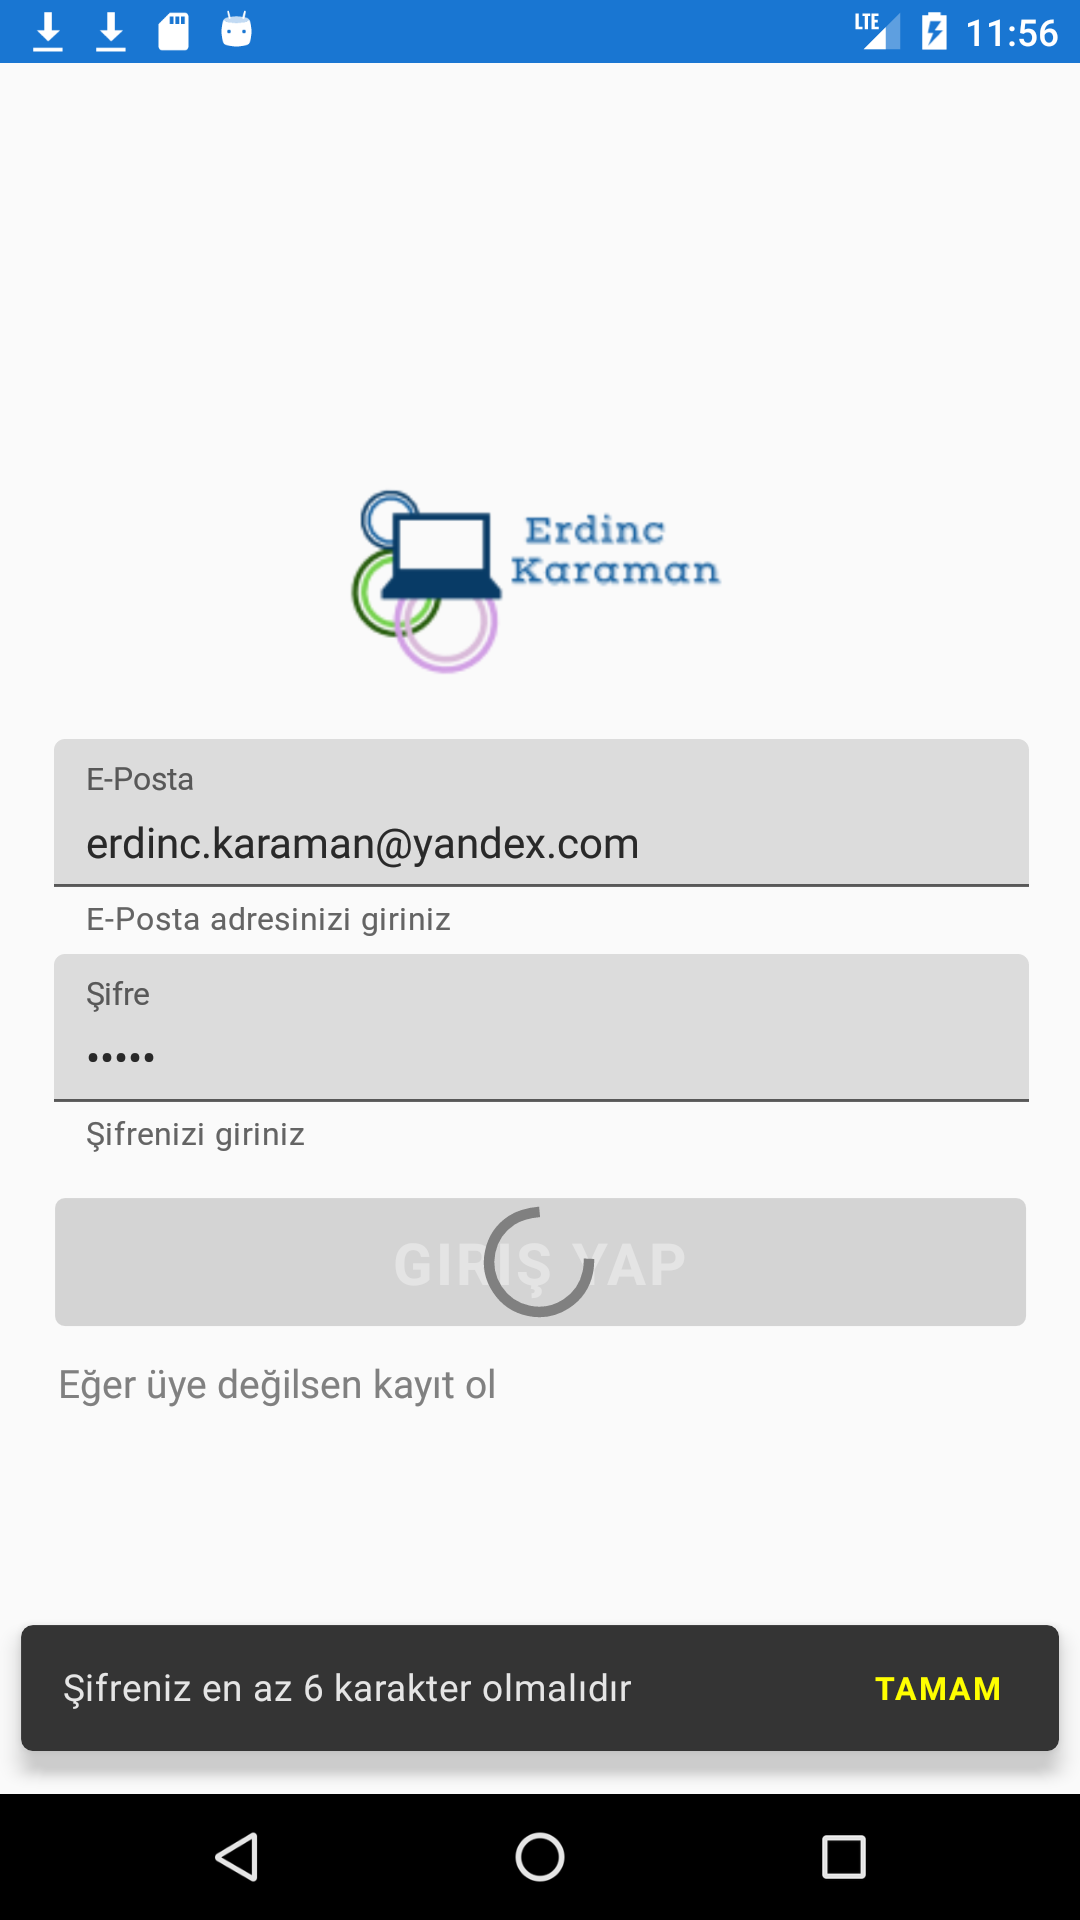 LTE 11:56
Erdinc
Karaman
E-Posta
erdinc.karaman@yandex.com
E-Posta adresinizi giriniz
Şifre
•••••
Şifrenizi giriniz
GIRIŞ YAP
Eğer üye değilsen kayıt ol
Şifreniz en az 6 karakter olmalıdır TAMAM